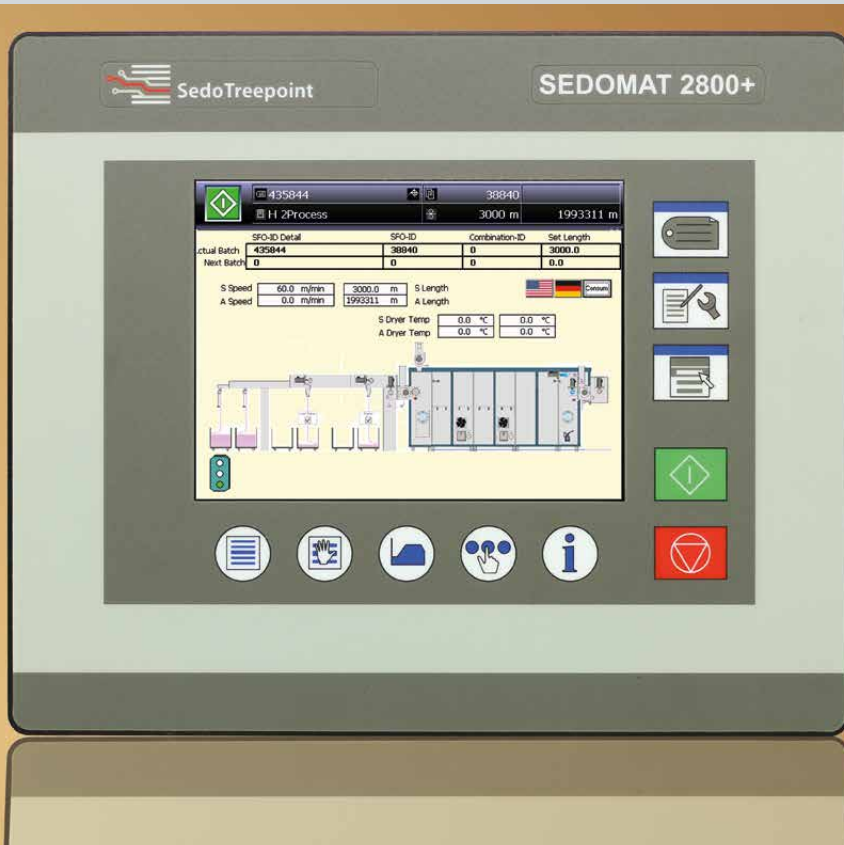 SedoTreepoint
SEDOMAT 2800+
435844 38840
H 2Process 3000 m 1993311 m
SFO-ID Detail SFO-ID Combination-ID Set Length
ctual Batch 435844 38840 0 3000.0
Next Batch 0 0 0 0.0
S Speed 60.0 m/min 3000.0 m S Length
A Speed 0.0 m/min 1993311 m A Length
Consum
S Dryer Temp 0.0 °C 0.0 °C
A Dryer Temp 0.0 °C 0.0 °C